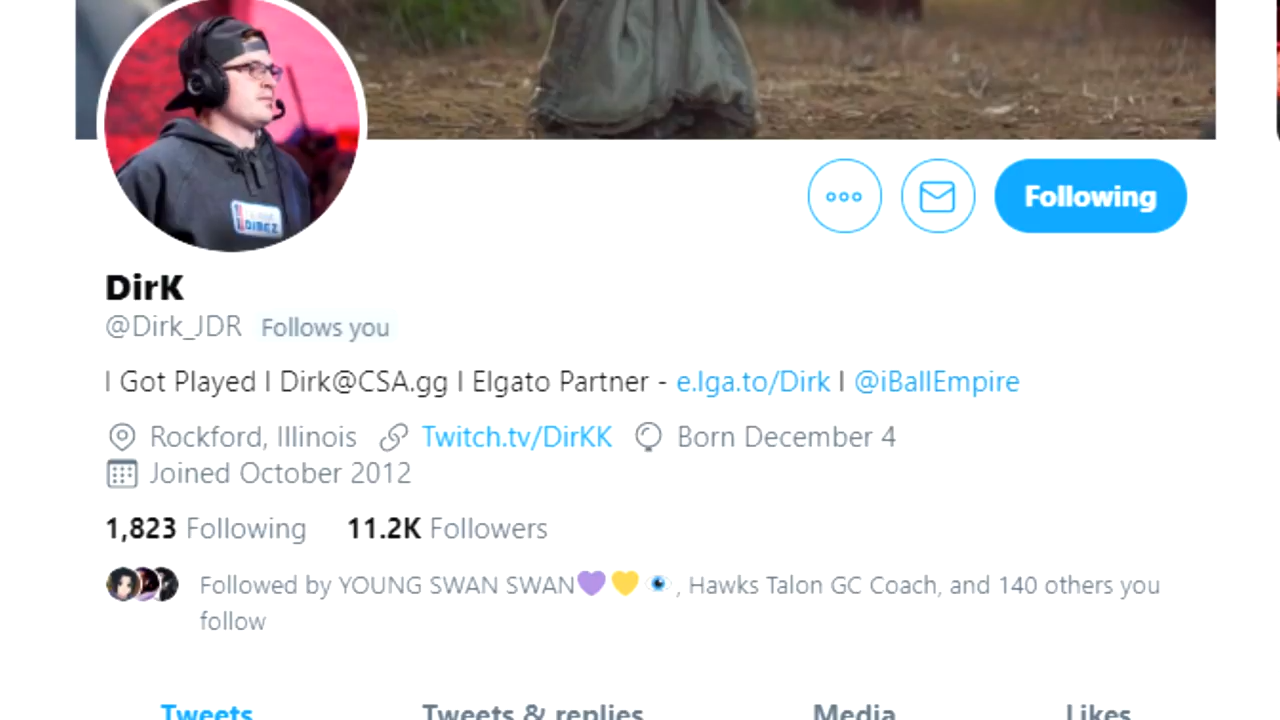 Following
DirK
@Dirk_JDR Follows you
I Got Played I Dirk@CSA.gg I Elgato Partner - e.lga.to/Dirk I @iBallEmpire
Rockford, Illinois Twitch.tv/DirKK Born December 4
Joined October 2012
1,823 Following 11.2K Followers
Followed by YOUNG SWAN SWAN💜💛🧿, Hawks Talon GC Coach, and 140 others you
follow
Tweets Tweets & replies Media Likes